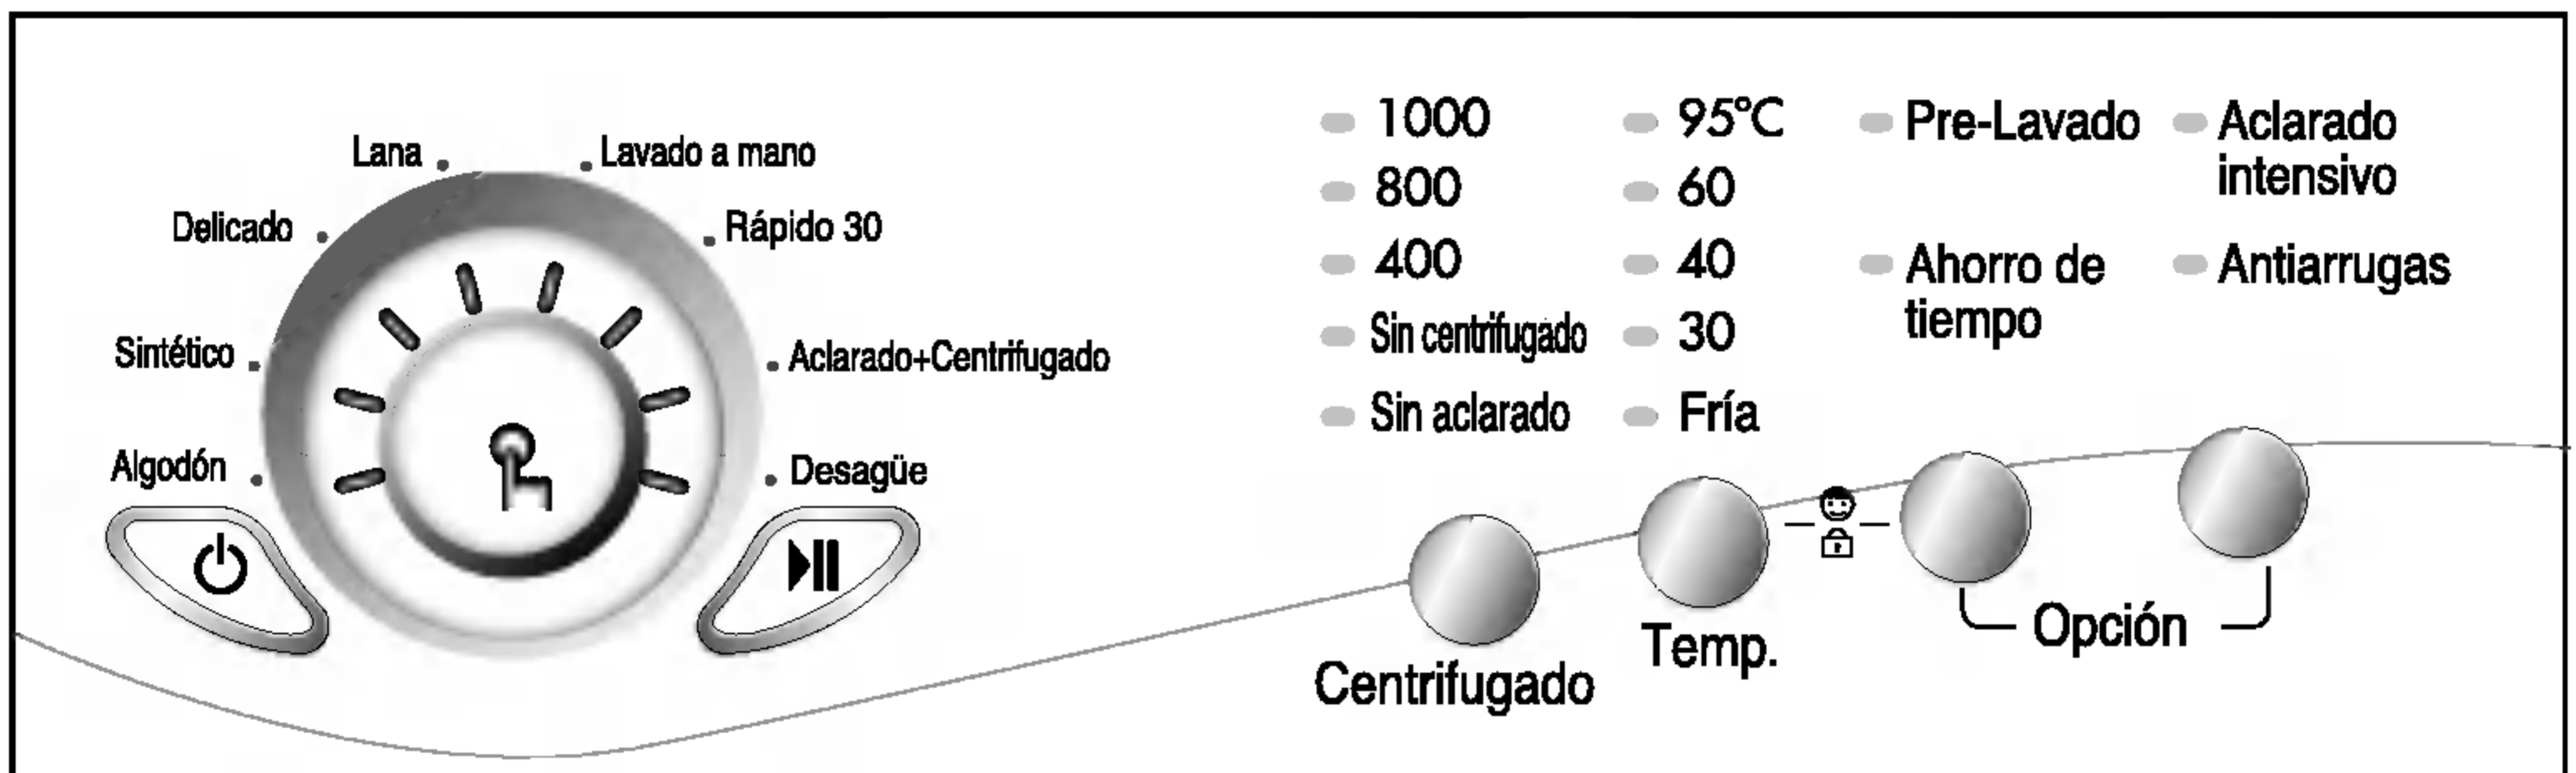 Lana
Lavado a mano
Delicado
Rápido 30
Sintético
Aclarado+Centrifugado
Algodón
Desagüe
1000
800
400
Sin centrifugado
Sin aclarado
Centrifugado
95°C
60
40
30
Fría
Temp.
Pre-Lavado
Ahorro de
tiempo
Aclarado
intensivo
Antiarrugas
Opción